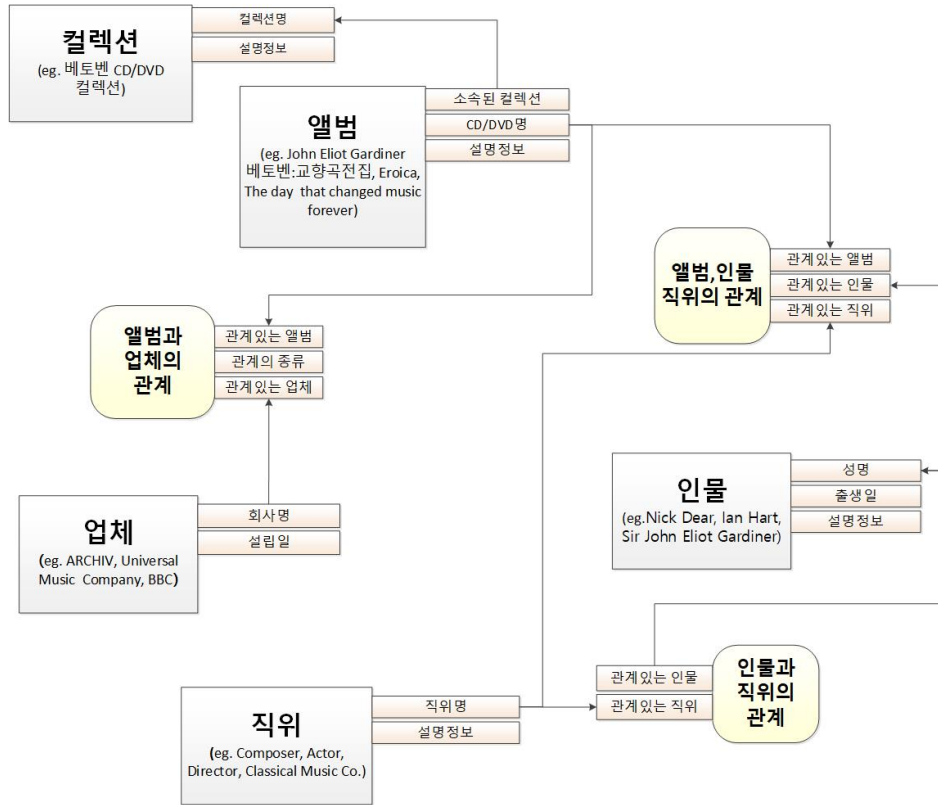 컬렉션
(eg. 베토벤 CD/DVD
컬렉션)
컬렉션명
설명정보
앨범
(eg. John Eliot Gardiner
베토벤:교향곡전집, Eroica,
The day that changed music
forever)
소속된 컬렉션
CD/DVD명
설명정보
앨범,인물
직위의 관계
관계있는 앨범
관계있는 인물
관계있는 직위
앨범과
업체의
관계
관계있는 앨범
관계의 종류
관계있는 업체
인물
(eg.Nick Dear, Ian Hart,
Sir John Eliot Gardiner)
성명
출생일
설명정보
업체
(eg. ARCHIV, Universal
Music Company, BBC)
회사명
설립일
인물과
직위의
관계
관계있는 인물
관계있는 직위
직위
(eg. Composer, Actor,
Director, Classical Music Co.)
직위명
설명정보